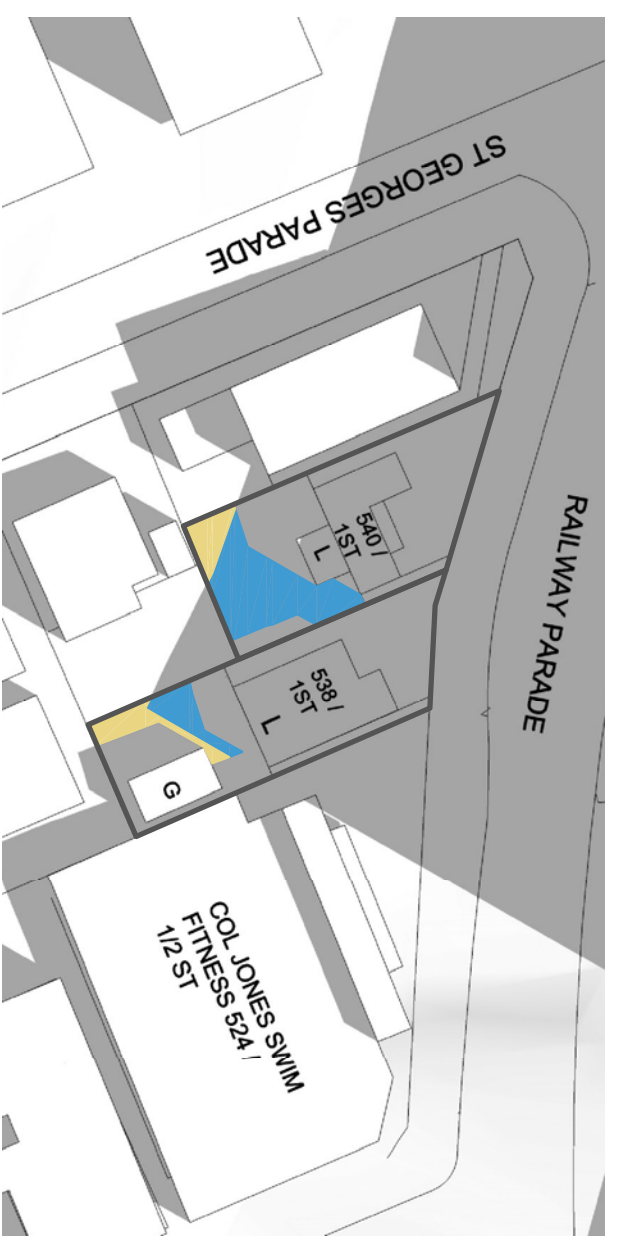 ST GEORGES PARADE
RAILWAY PARADE
540 /
1ST
L
538 /
1ST
L
G
COL JONES SWIM
FITNESS 524 /
1/2 ST